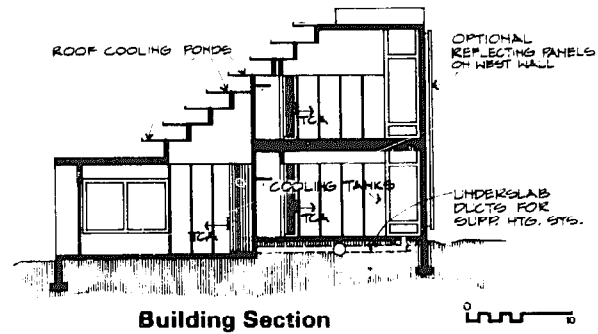 ROOF COOLING PONDS
OPTIONAL
REFLECTING PANELS
ON WEST WALL
TCA
COOLING TANKS
TCA
TCA
UNDERSLAB
DUCTS FOR
SUPP. HTG. STS.
Building Section
0
10